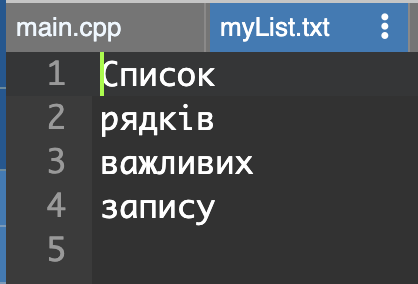 main.cpp myList.txt
1 Список
2 рядків
3 важливих
4 запису
5